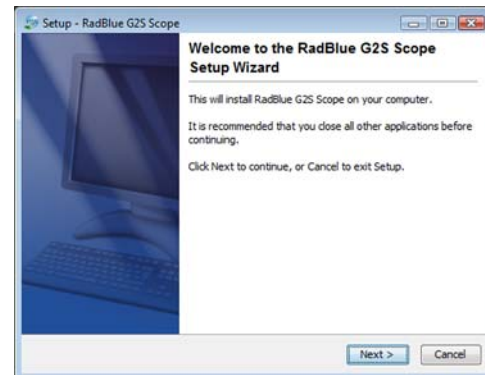 Setup - RadBlue G2S Scope
Welcome to the RadBlue G2S Scope
Setup Wizard
This will install RadBlue G2S Scope on your computer.
It is recommended that you close all other applications before
continuing.
Click Next to continue, or Cancel to exit Setup.
Next >
Cancel